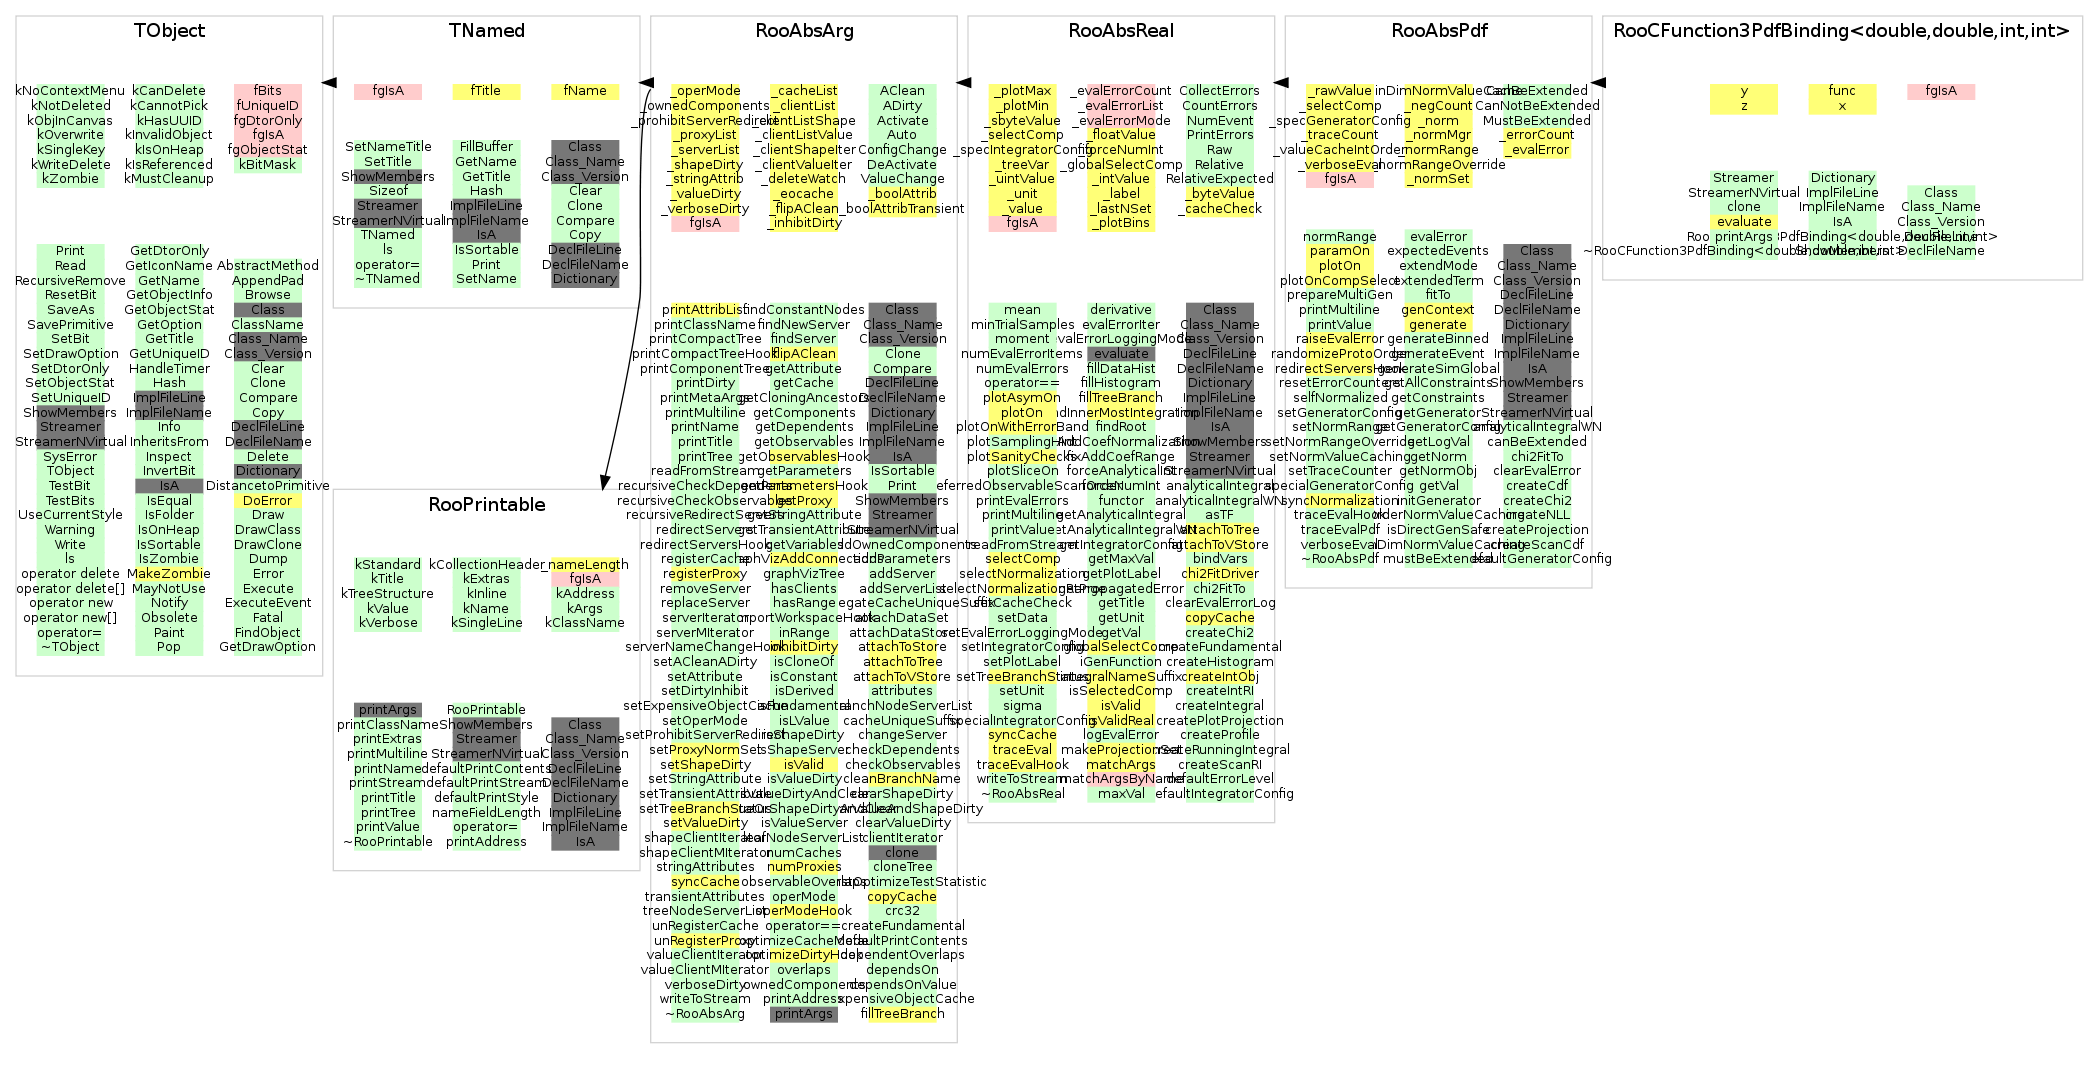 TObject
kNoContextMenu
kNotDeleted
kObjInCanvas
kOverwrite
kSingleKey
kWriteDelete
kZombie
kCanDelete
kCannotPick
kHasUUID
kInvalidObject
kIsOnHeap
kIsReferenced
kMustCleanup
fBits
fUniqueID
fgDtorOnly
fgIsA
fgObjectStat
kBitMask
Print
Read
RecursiveRemove
ResetBit
SaveAs
SavePrimitive
SetBit
SetDrawOption
SetDtorOnly
SetObjectStat
SetUniqueID
ShowMembers
Streamer
StreamerNVirtual
SysError
TObject
TestBit
TestBits
UseCurrentStyle
Warning
Write
ls
operator delete
operator delete[]
operator new
operator new[]
operator=
~TObject
GetDtorOnly
GetIconName
GetName
GetObjectInfo
GetObjectStat
GetOption
GetTitle
GetUniqueID
HandleTimer
Hash
ImplFileLine
ImplFileName
Info
InheritsFrom
Inspect
InvertBit
IsA
IsEqual
IsFolder
IsOnHeap
IsSortable
IsZombie
MakeZombie
MayNotUse
Notify
Obsolete
Paint
Pop
AbstractMethod
AppendPad
Browse
Class
ClassName
Class_Name
Class_Version
Clear
Clone
Compare
Copy
DeclFileLine
DeclFileName
Delete
Dictionary
DistancetoPrimitive
DoError
Draw
DrawClass
DrawClone
Dump
Error
Execute
ExecuteEvent
Fatal
FindObject
GetDrawOption
TNamed
fgIsA
fTitle
fName
SetNameTitle
SetTitle
ShowMembers
Sizeof
Streamer
StreamerNVirtual
TNamed
ls
operator=
~TNamed
FillBuffer
GetName
GetTitle
Hash
ImplFileLine
ImplFileName
IsA
IsSortable
Print
SetName
Class
Class_Name
Class_Version
Clear
Clone
Compare
Copy
DeclFileLine
DeclFileName
Dictionary
RooPrintable
kStandard
kTitle
kTreeStructure
kValue
kVerbose
kCollectionHeader
kExtras
kInline
kName
kSingleLine
_nameLength
fgIsA
kAddress
kArgs
kClassName
printArgs
printClassName
printExtras
printMultiline
printName
printStream
printTitle
printTree
printValue
~RooPrintable
RooPrintable
ShowMembers
Streamer
StreamerNVirtual
defaultPrintContents
defaultPrintStream
defaultPrintStyle
nameFieldLength
operator=
printAddress
Class
Class_Name
Class_Version
DeclFileLine
DeclFileName
Dictionary
ImplFileLine
ImplFileName
IsA
RooAbsArg
_operMode
_ownedComponents
_prohibitServerRedirect
_proxyList
_serverList
_shapeDirty
_stringAttrib
_valueDirty
_verboseDirty
fgIsA
_cacheList
_clientList
_clientListShape
_clientListValue
_clientShapeIter
_clientValueIter
_deleteWatch
_eocache
_flipAClean
_inhibitDirty
AClean
ADirty
Activate
Auto
ConfigChange
DeActivate
ValueChange
_boolAttrib
_boolAttribTransient
printAttribList
printClassName
printCompactTree
printCompactTreeHook
printComponentTree
printDirty
printMetaArgs
printMultiline
printName
printTitle
printTree
readFromStream
recursiveCheckDependents
recursiveCheckObservables
recursiveRedirectServers
redirectServers
redirectServersHook
registerCache
registerProxy
removeServer
replaceServer
serverIterator
serverMIterator
serverNameChangeHook
setACleanADirty
setAttribute
setDirtyInhibit
setExpensiveObjectCache
setOperMode
setProhibitServerRedirect
setProxyNormSet
setShapeDirty
setStringAttribute
setTransientAttribute
setTreeBranchStatus
setValueDirty
shapeClientIterator
shapeClientMIterator
stringAttributes
syncCache
transientAttributes
treeNodeServerList
unRegisterCache
unRegisterProxy
valueClientIterator
valueClientMIterator
verboseDirty
writeToStream
~RooAbsArg
findConstantNodes
findNewServer
findServer
flipAClean
getAttribute
getCache
getCloningAncestors
getComponents
getDependents
getObservables
getObservablesHook
getParameters
getParametersHook
getProxy
getStringAttribute
getTransientAttribute
getVariables
graphVizAddConnections
graphVizTree
hasClients
hasRange
importWorkspaceHook
inRange
inhibitDirty
isCloneOf
isConstant
isDerived
isFundamental
isLValue
isShapeDirty
isShapeServer
isValid
isValueDirty
isValueDirtyAndClear
isValueServer
leafNodeServerList
numCaches
numProxies
observableOverlaps
operMode
operModeHook
operator==
optimizeCacheMode
optimizeDirtyHook
overlaps
ownedComponents
printAddress
printArgs
Class
Class_Name
Class_Version
Clone
Compare
DeclFileLine
DeclFileName
Dictionary
ImplFileLine
ImplFileName
IsA
IsSortable
Print
ShowMembers
Streamer
StreamerNVirtual
addOwnedComponents
addParameters
addServer
addServerList
aggregateCacheUniqueSuffix
attachDataSet
attachDataStore
attachToStore
attachToTree
attachToVStore
attributes
branchNodeServerList
cacheUniqueSuffix
changeServer
checkDependents
checkObservables
cleanBranchName
clearShapeDirty
clearValueAndShapeDirty
clearValueDirty
clientIterator
clone
cloneTree
constOptimizeTestStatistic
copyCache
crc32
createFundamental
defaultPrintContents
dependentOverlaps
dependsOn
dependsOnValue
expensiveObjectCache
fillTreeBranch
RooAbsReal
_plotMax
_plotMin
_sbyteValue
_selectComp
_specIntegratorConfig
_treeVar
_uintValue
_unit
_value
fgIsA
_evalErrorCount
_evalErrorList
_evalErrorMode
_floatValue
_forceNumInt
_globalSelectComp
_intValue
_label
_lastNSet
_plotBins
CollectErrors
CountErrors
NumEvent
PrintErrors
Raw
Relative
RelativeExpected
_byteValue
_cacheCheck
mean
minTrialSamples
moment
numEvalErrorItems
numEvalErrors
operator==
plotAsymOn
plotOn
plotOnWithErrorBand
plotSamplingHint
plotSanityChecks
plotSliceOn
preferredObservableScanOrder
printEvalErrors
printMultiline
printValue
readFromStream
selectComp
selectNormalization
selectNormalizationRange
setCacheCheck
setData
setEvalErrorLoggingMode
setIntegratorConfig
setPlotLabel
setTreeBranchStatus
setUnit
sigma
specialIntegratorConfig
syncCache
traceEval
traceEvalHook
writeToStream
~RooAbsReal
derivative
evalErrorIter
evalErrorLoggingMode
evaluate
fillDataHist
fillHistogram
fillTreeBranch
findInnerMostIntegration
findRoot
fixAddCoefNormalization
fixAddCoefRange
forceAnalyticalInt
forceNumInt
functor
getAnalyticalIntegral
getAnalyticalIntegralWN
getIntegratorConfig
getMaxVal
getPlotLabel
getPropagatedError
getTitle
getUnit
getVal
globalSelectComp
iGenFunction
integralNameSuffix
isSelectedComp
isValid
isValidReal
logEvalError
makeProjectionSet
matchArgs
matchArgsByName
maxVal
Class
Class_Name
Class_Version
DeclFileLine
DeclFileName
Dictionary
ImplFileLine
ImplFileName
IsA
ShowMembers
Streamer
StreamerNVirtual
analyticalIntegral
analyticalIntegralWN
asTF
attachToTree
attachToVStore
bindVars
chi2FitDriver
chi2FitTo
clearEvalErrorLog
copyCache
createChi2
createFundamental
createHistogram
createIntObj
createIntRI
createIntegral
createPlotProjection
createProfile
createRunningIntegral
createScanRI
defaultErrorLevel
defaultIntegratorConfig
RooAbsPdf
_rawValue
_selectComp
_specGeneratorConfig
_traceCount
_valueCacheIntOrder
_verboseEval
fgIsA
_minDimNormValueCache
_negCount
_norm
_normMgr
_normRange
_normRangeOverride
_normSet
CanBeExtended
CanNotBeExtended
MustBeExtended
_errorCount
_evalError
normRange
paramOn
plotOn
plotOnCompSelect
prepareMultiGen
printMultiline
printValue
raiseEvalError
randomizeProtoOrder
redirectServersHook
resetErrorCounters
selfNormalized
setGeneratorConfig
setNormRange
setNormRangeOverride
setNormValueCaching
setTraceCounter
specialGeneratorConfig
syncNormalization
traceEvalHook
traceEvalPdf
verboseEval
~RooAbsPdf
evalError
expectedEvents
extendMode
extendedTerm
fitTo
genContext
generate
generateBinned
generateEvent
generateSimGlobal
getAllConstraints
getConstraints
getGenerator
getGeneratorConfig
getLogVal
getNorm
getNormObj
getVal
initGenerator
intOrderNormValueCaching
isDirectGenSafe
minDimNormValueCaching
mustBeExtended
Class
Class_Name
Class_Version
DeclFileLine
DeclFileName
Dictionary
ImplFileLine
ImplFileName
IsA
ShowMembers
Streamer
StreamerNVirtual
analyticalIntegralWN
canBeExtended
chi2FitTo
clearEvalError
createCdf
createChi2
createNLL
createProjection
createScanCdf
defaultGeneratorConfig
RooCFunction3PdfBinding<double,double,int,int>
y
z
func
x
fgIsA
Streamer
StreamerNVirtual
clone
evaluate
printArgs
~RooCFunction3PdfBinding<double,double,int,int>
Dictionary
ImplFileLine
ImplFileName
IsA
RooCFunction3PdfBinding<double,double,int,int>
ShowMembers
Class
Class_Name
Class_Version
DeclFileLine
DeclFileName